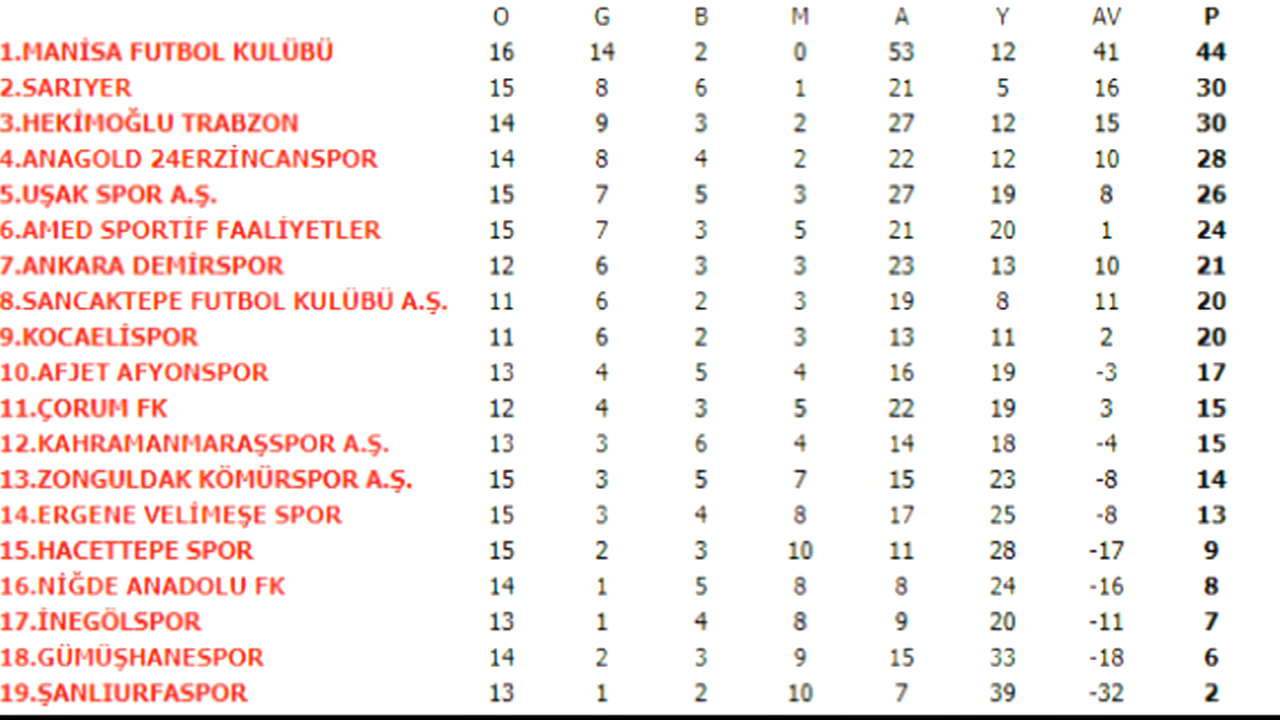 O G B M A Y AV P
1.MANİSA FUTBOL KULÜBÜ 16 14 2 0 53 12 41 44
2.SARIYER 15 8 6 1 21 5 16 30
3.HEKİMOĞLU TRABZON 14 9 3 2 27 12 15 30
4.ANAGOLD 24ERZİNCANSPOR 14 8 4 2 22 12 10 28
5.UŞAK SPOR A.Ş. 15 7 5 3 27 19 8 26
6.AMED SPORTİF FAALİYETLER 15 7 3 5 21 20 1 24
7.ANKARA DEMİRSPOR 12 6 3 3 23 13 10 21
8.SANCAKTEPE FUTBOL KULÜBÜ A.Ş. 11 6 2 3 19 8 11 20
9.KOCAELİSPOR 11 6 2 3 13 11 2 20
10.AFJET AFYONSPOR 13 4 5 4 16 19 -3 17
11.ÇORUM FK 12 4 3 5 22 19 3 15
12.KAHRAMANMARAŞSPOR A.Ş. 13 3 6 4 14 18 -4 15
13.ZONGULDAK KÖMÜRSPOR A.Ş. 15 3 5 7 15 23 -8 14
14.ERGENE VELİMEŞE SPOR 15 3 4 8 17 25 -8 13
15.HACETTEPE SPOR 15 2 3 10 11 28 -17 9
16.NİĞDE ANADOLU FK 14 1 5 8 8 24 -16 8
17.İNEGÖLSPOR 13 1 4 8 9 20 -11 7
18.GÜMÜŞHANESPOR 14 2 3 9 15 33 -18 6
19.ŞANLIURFASPOR 13 1 2 10 7 39 -32 2